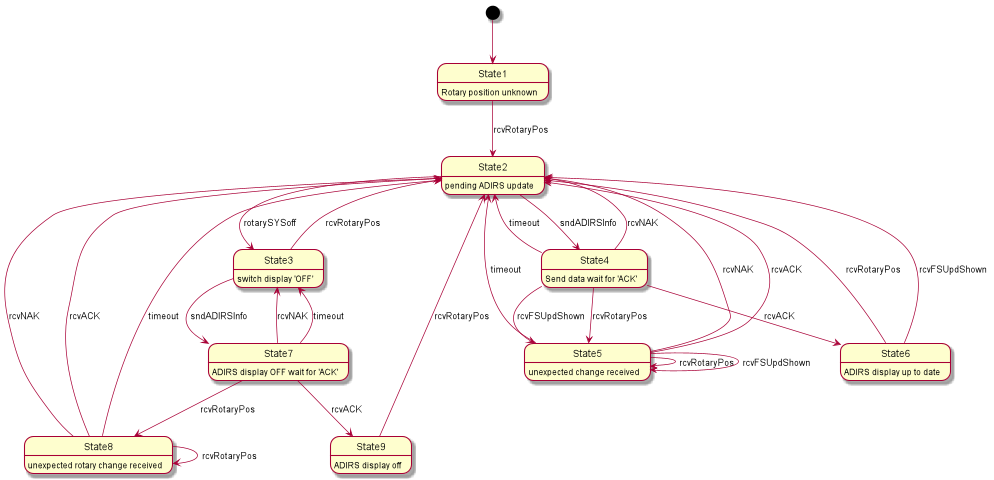 State1
Rotary position unknown
rcvRotaryPos
State2
pending ADIRS update
rotarySYSoff
rcvRotaryPos
timeout
sndADIRSInfo
rcvNAK
State3
switch display 'OFF'
State4
Send data wait for 'ACK'
timeout
rcvNAK
rcvACK
rcvRotaryPos
rcvFSUpdShown
rcvNAK
rcvACK
timeout
sndADIRSInfo
rcvNAK
timeout
rcvFSUpdShown
rcvRotaryPos
rcvACK
rcvRotaryPos
State7
ADIRS display OFF wait for 'ACK'
State5
unexpected change received
rcvRotaryPos
rcvFSUpdShown
State6
ADIRS display up to date
rcvRotaryPos
rcvACK
State8
unexpected rotary change received
rcvRotaryPos
State9
ADIRS display off